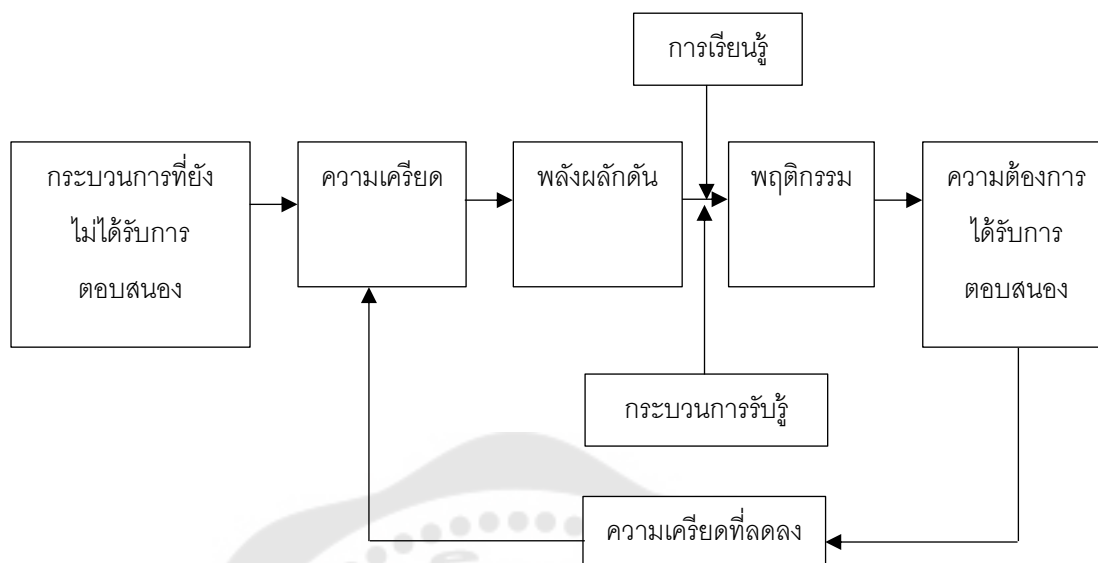 การเรียนรู้
กระบวนการที่ยัง
ไม่ได้รับการ
ตอบสนอง
ความเครียด
พลังผลักดัน
พฤติกรรม
ความต้องการ
ได้รับการ
ตอบสนอง
กระบวนการรับรู้
ความเครียดที่ลดลง